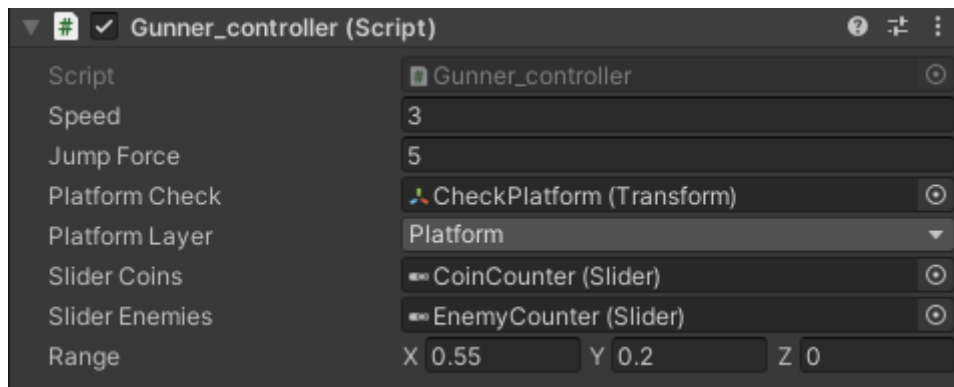 # Gunner_controller (Script)
Script # Gunner_controller
Speed 3
Jump Force 5
Platform Check CheckPlatform (Transform)
Platform Layer Platform
Slider Coins CoinCounter (Slider)
Slider Enemies EnemyCounter (Slider)
Range X 0.55 Y 0.2 Z 0